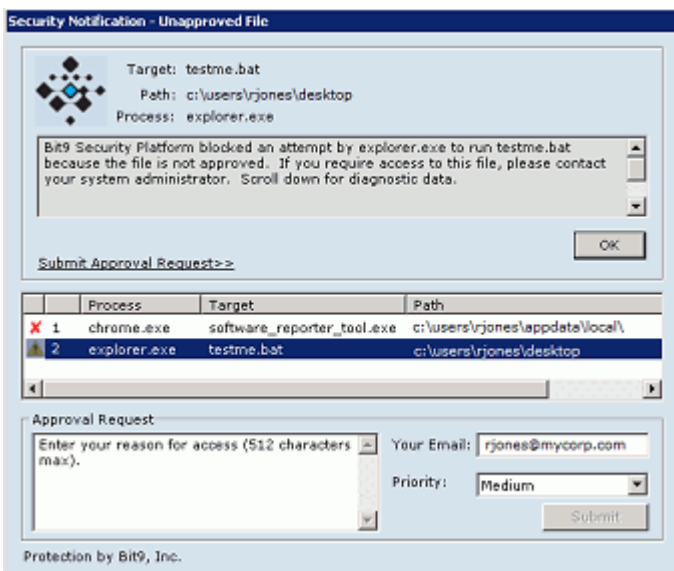 Security Notification - Unapproved File
Target: testme.bat
Path: c:\users\rjones\desktop
Process: explorer.exe
Bit9 Security Platform blocked an attempt by explorer.exe to run testme.bat
because the file is not approved. If you require access to this file, please contact
your system administrator. Scroll down for diagnostic data.
OK
Submit Approval Request>>
Process Target Path
1 chrome.exe software_reporter_tool.exe c:\users\rjones\appdata\local\
2 explorer.exe testme.bat c:\users\rjones\desktop
Approval Request
Enter your reason for access (512 characters
max).
Your Email: rjones@mycorp.com
Priority: Medium
Submit
Protection by Bit9, Inc.